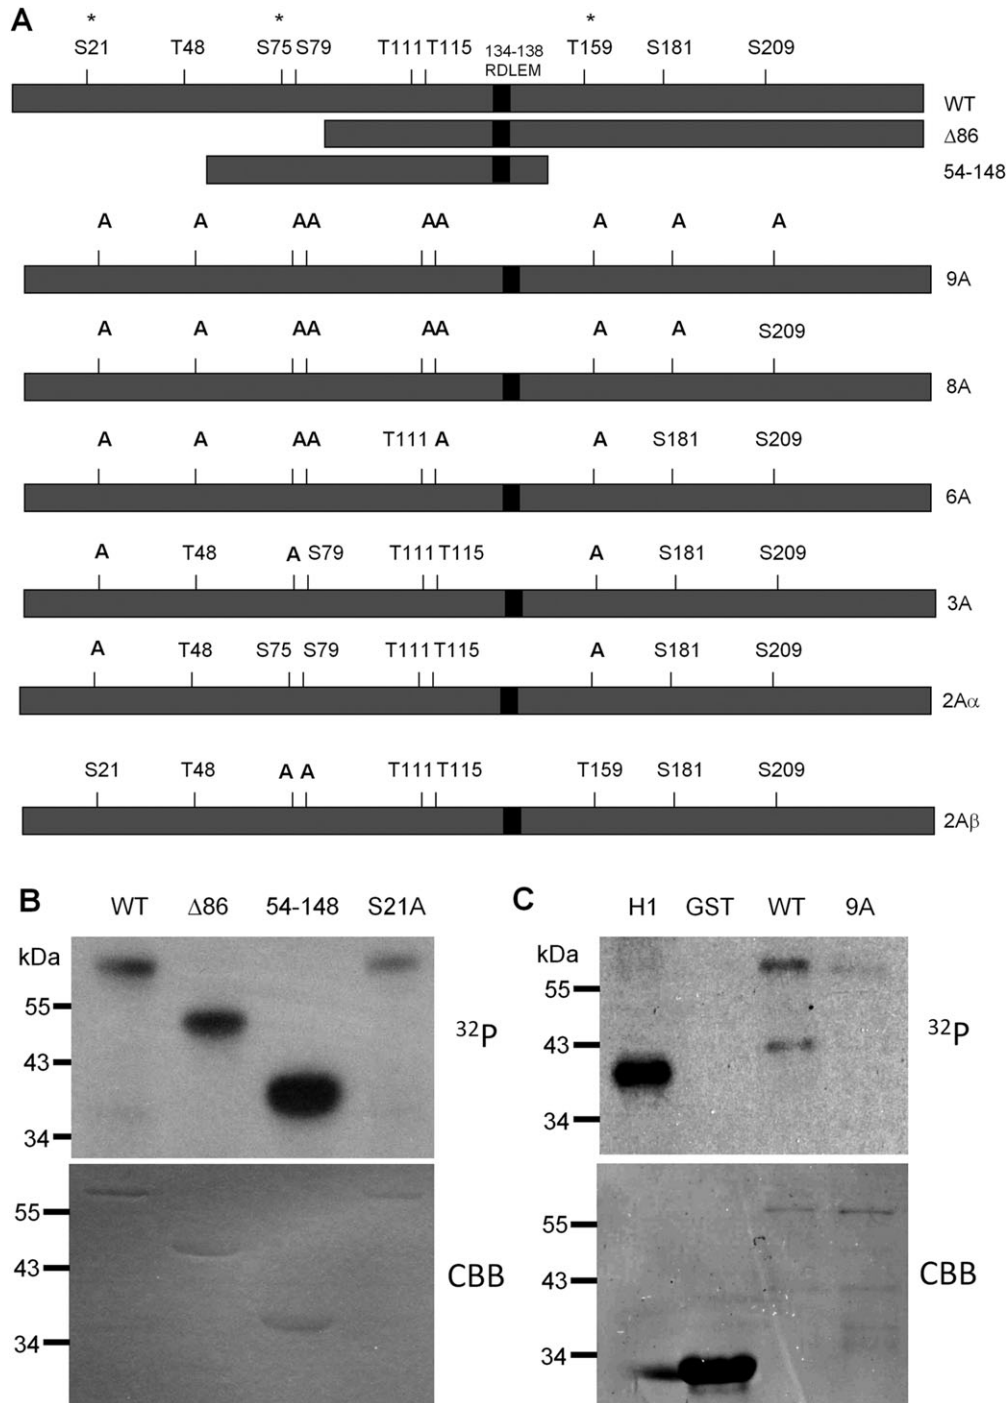 A
* * *
S21 T48 S75 S79 T111 T115 134-138 T159 S181 S209
RDLEM
WT
Δ86
54-148
A A AA AA A A A
9A
A A AA AA A A S209
8A
A A AA T111 A A S181 S209
6A
A T48 A S79 T111 T115 A S181 S209
3A
A T48 S75 S79 T111 T115 A S181 S209
2Aα
S21 T48 A A T111 T115 T159 S181 S209
2Aβ
B WT Δ86 54-148 S21A
kDa
55
43
34
32P
55
43
34
CBB
C H1 GST WT 9A
kDa
55
43
34
32P
55
43
34
CBB